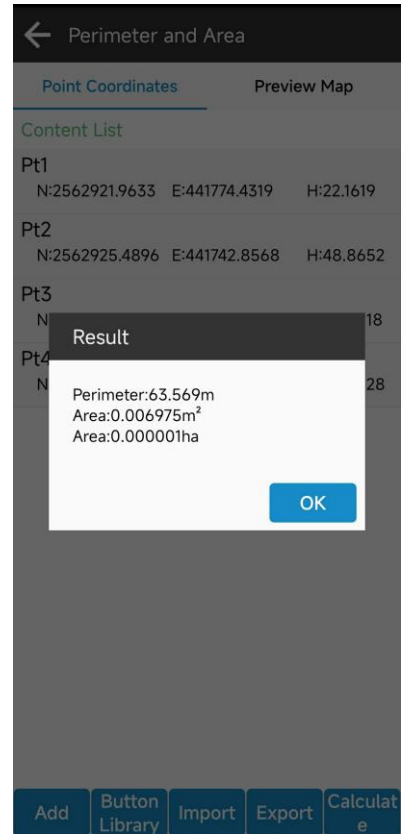 Perimeter and Area
Point Coordinates Preview Map
Content List
Pt1
N:2562921.9633 E:441774.4319 H:22.1619
Pt2
N:2562925.4896 E:441742.8568 H:48.8652
Pt3
N 18
Result
Pt4
N 28
Perimeter:63.569m
Area:0.006975m²
Area:0.000001ha
OK
Add Button Library Import Export Calculat
e